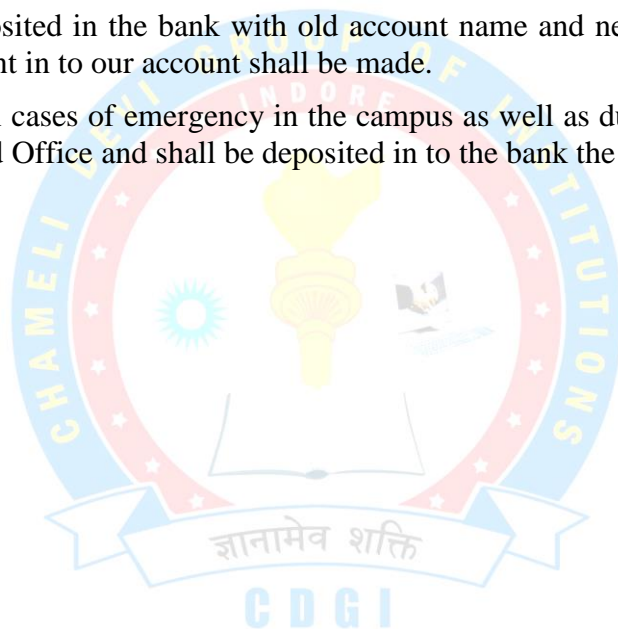 osited in the bank with old account name and ne
nt in to our account shall be made.
cases of emergency in the campus as well as du
Office and shall be deposited in to the bank the
CHAMELI DEVI GROUP OF INSTITUTIONS
INDORE
ज्ञानामेव शक्ति
CDGI